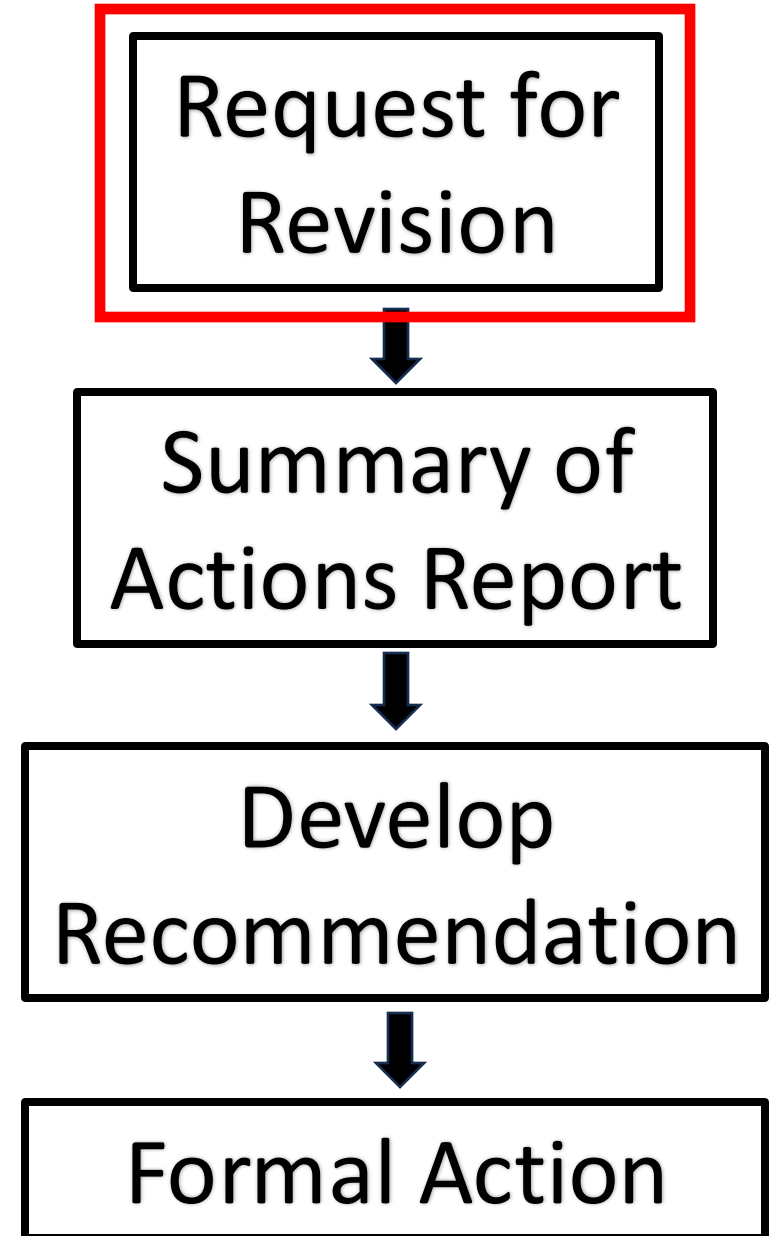 Request for
Revision
Summary of
Actions Report
Develop
Recommendation
Formal Action